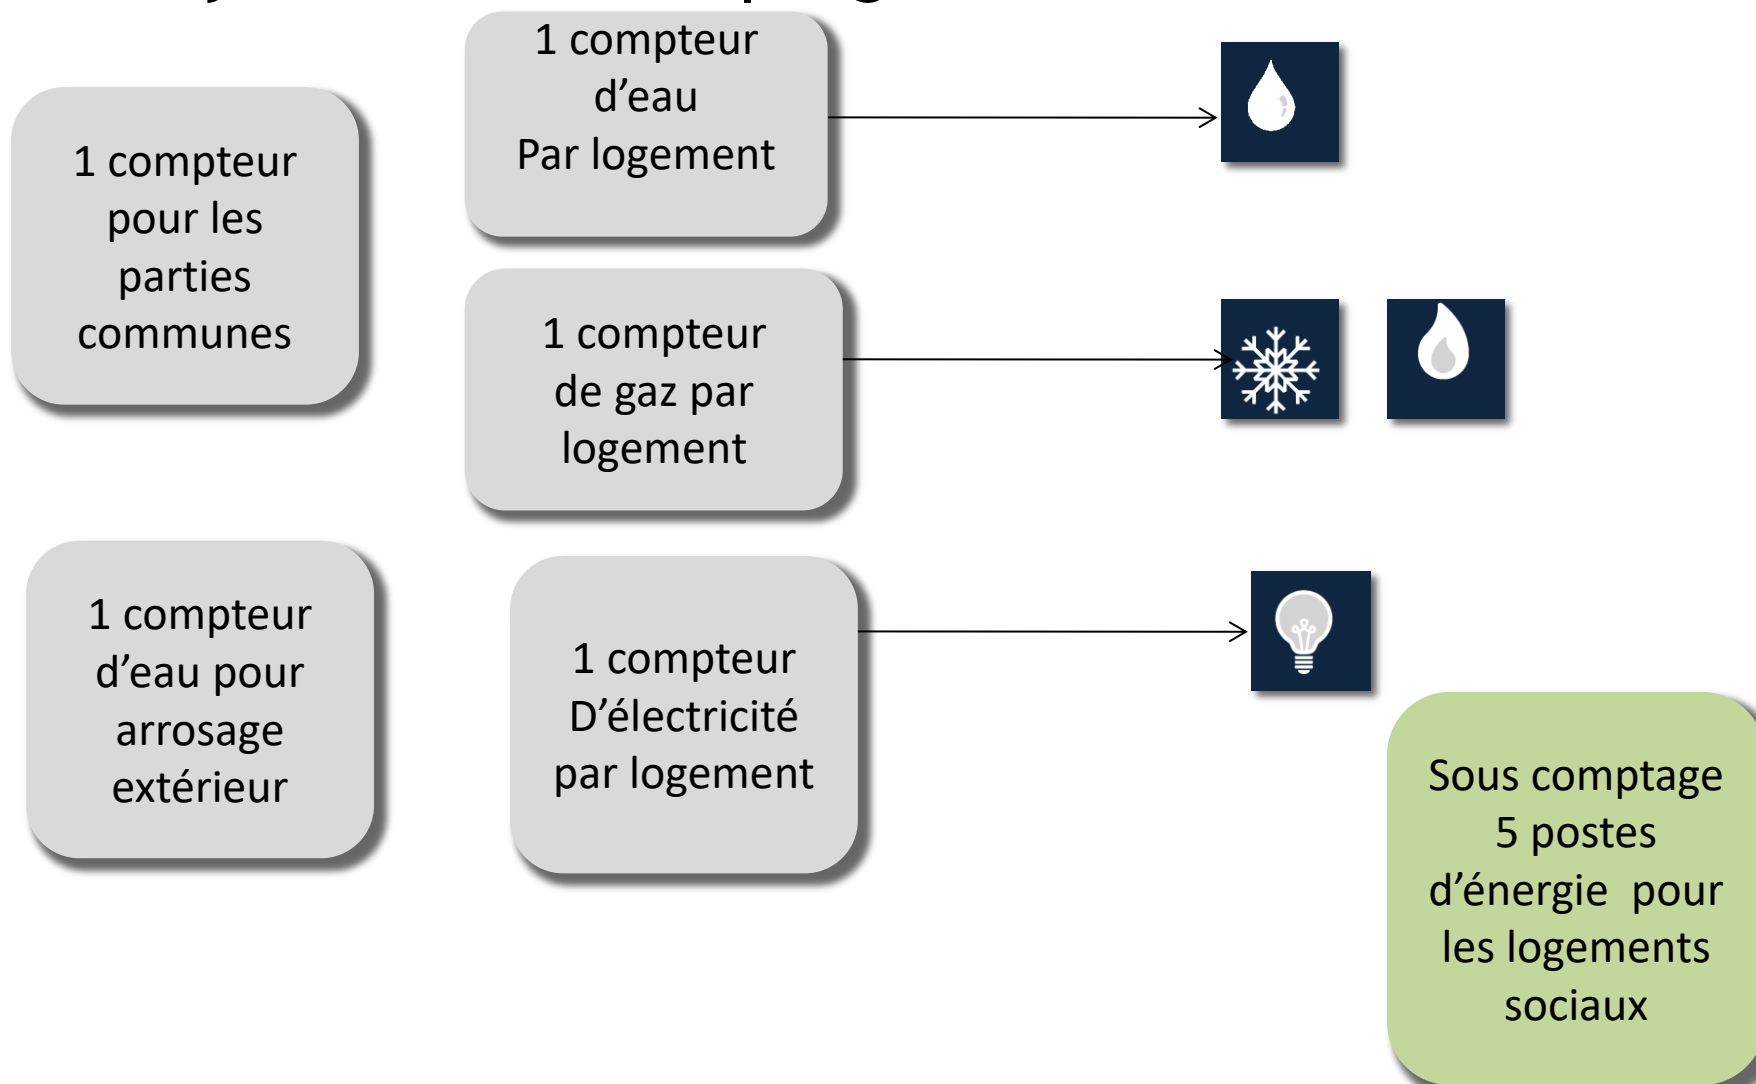 1 compteur
d’eau
Par logement
1 compteur
pour les
parties
communes
1 compteur
de gaz par
logement
1 compteur
d’eau pour
arrosage
extérieur
1 compteur
D’électricité
par logement
Sous comptage
5 postes
d’énergie  pour
les logements
sociaux